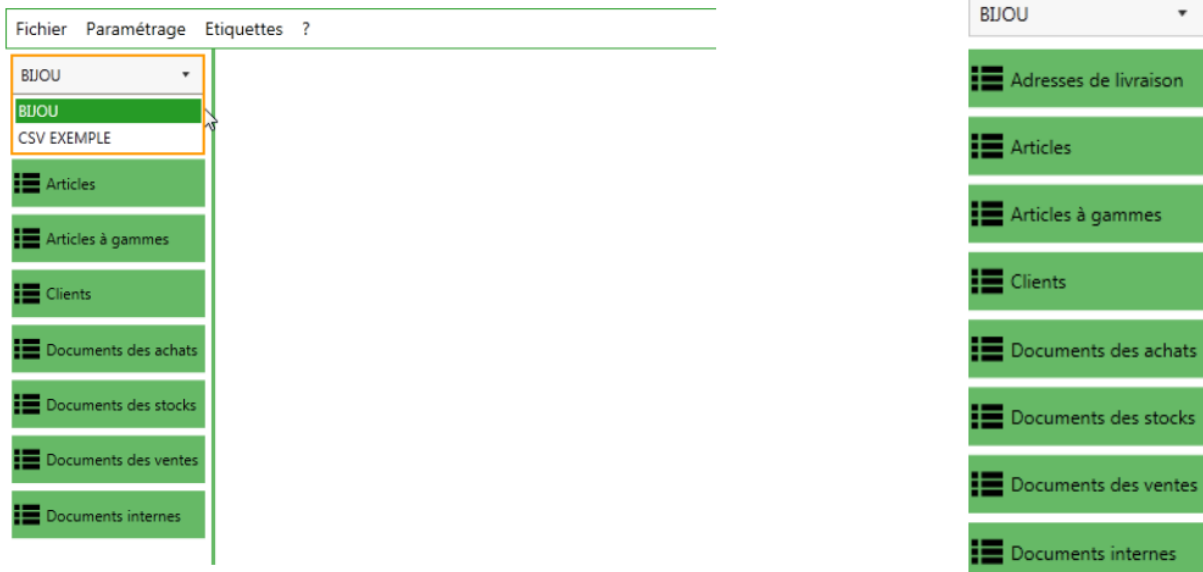 Fichier Paramétrage Etiquettes ?
BIJOU
BIJOU
CSV EXEMPLE
Articles
Articles à gammes
Clients
Documents des achats
Documents des stocks
Documents des ventes
Documents internes
BIJOU
Adresses de livraison
Articles
Articles à gammes
Clients
Documents des achats
Documents des stocks
Documents des ventes
Documents internes